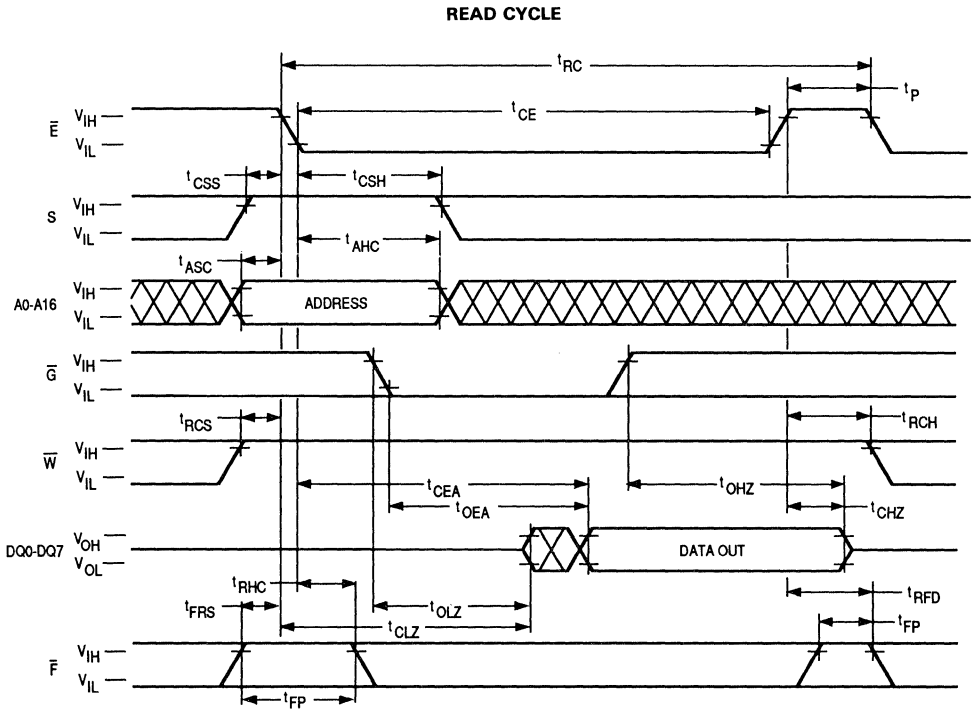 READ CYCLE
tRC
tP
tCE
E
VIH
VIL
tCSS
tCSH
S
VIH
VIL
tAHC
tASC
A0-A16
VIH
VIL
ADDRESS
G
VIH
VIL
tRCS
tRCH
W
VIH
VIL
tCEA
tOHZ
tOEA
tCHZ
DQ0-DQ7
VOH
VOL
DATA OUT
tRHC
tRFD
tFRS
tOLZ
tFP
tCLZ
F
VIH
VIL
tFP